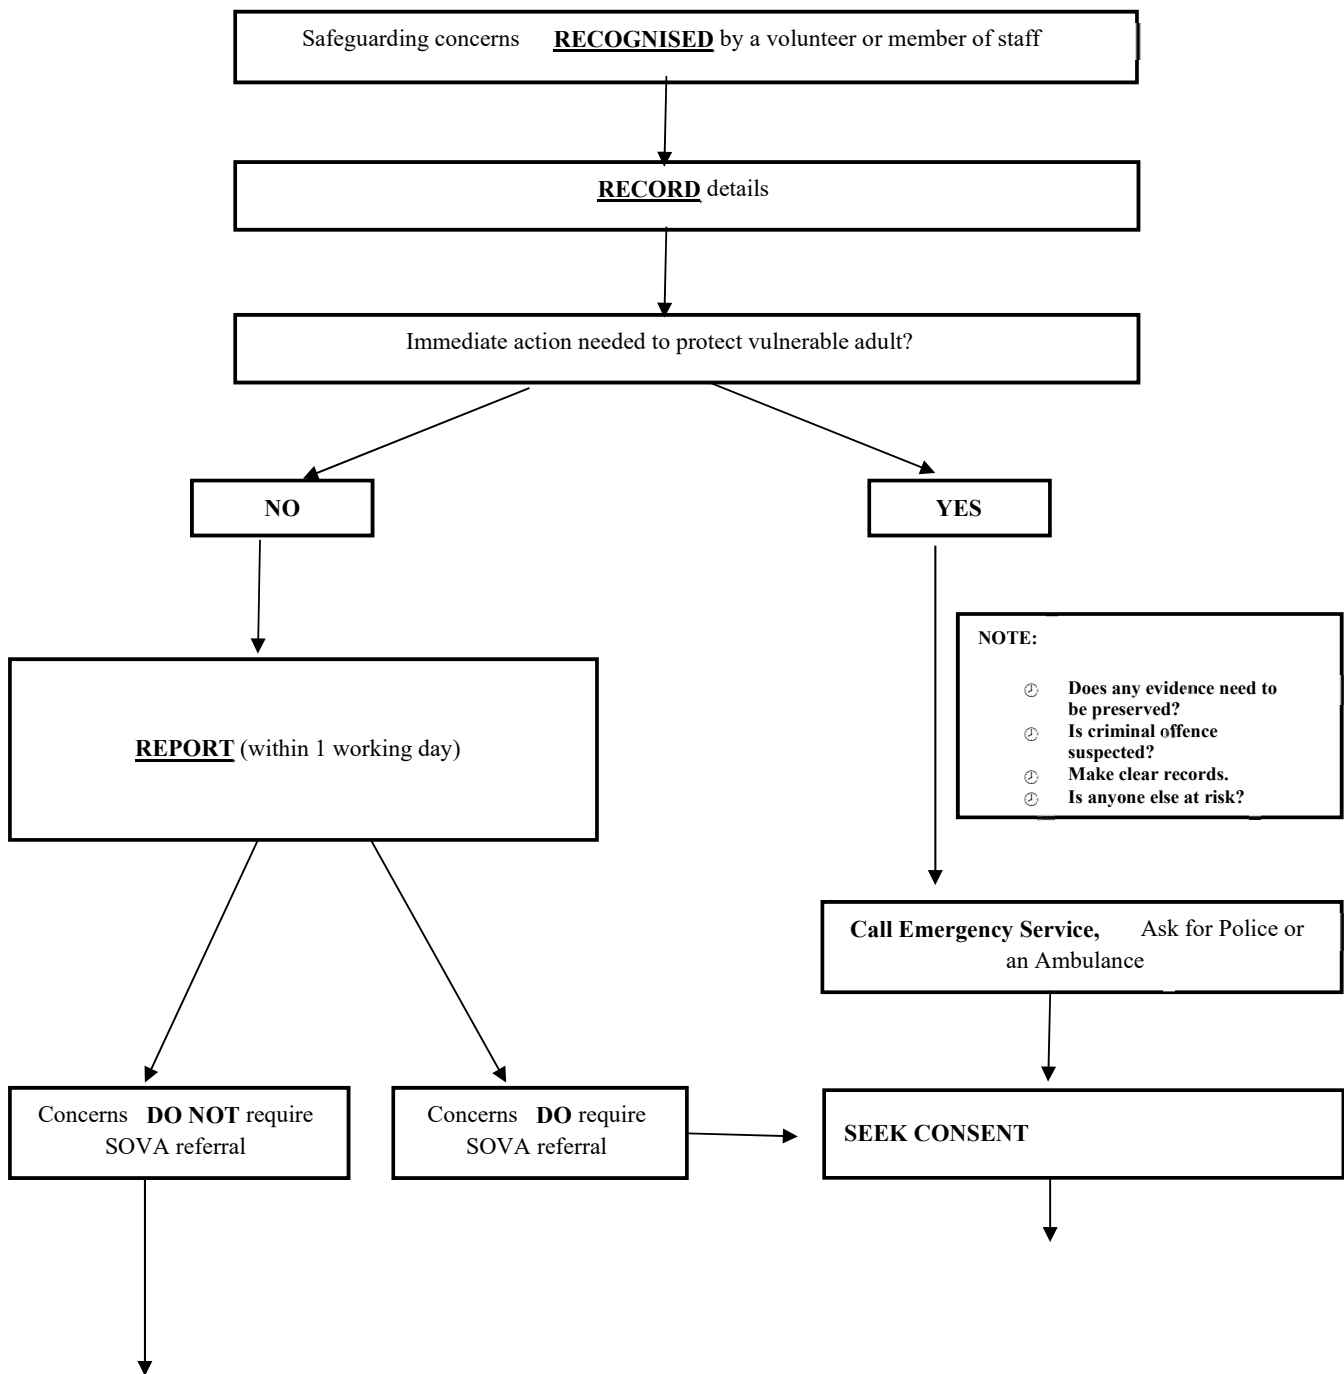 Safeguarding concerns RECOGNISED by a volunteer or member of staff
RECORD details
Immediate action needed to protect vulnerable adult?
NO
YES
NOTE:
Does any evidence need to
be preserved?
Is criminal offence
suspected?
Make clear records.
Is anyone else at risk?
REPORT (within 1 working day)
Call Emergency Service, Ask for Police or
an Ambulance
Concerns DO NOT require
SOVA referral
Concerns DO require
SOVA referral
SEEK CONSENT